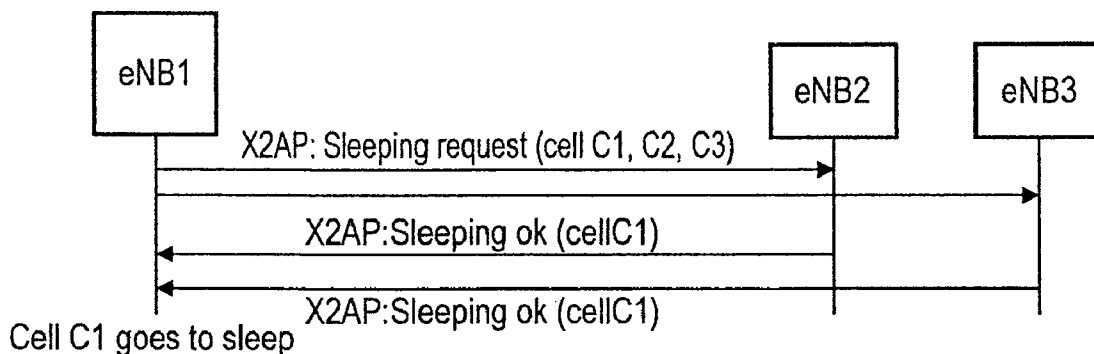 eNB1
eNB2
eNB3
X2AP: Sleeping request (cell C1, C2, C3)
X2AP:Sleeping ok (cellC1)
X2AP:Sleeping ok (cellC1)
Cell C1 goes to sleep